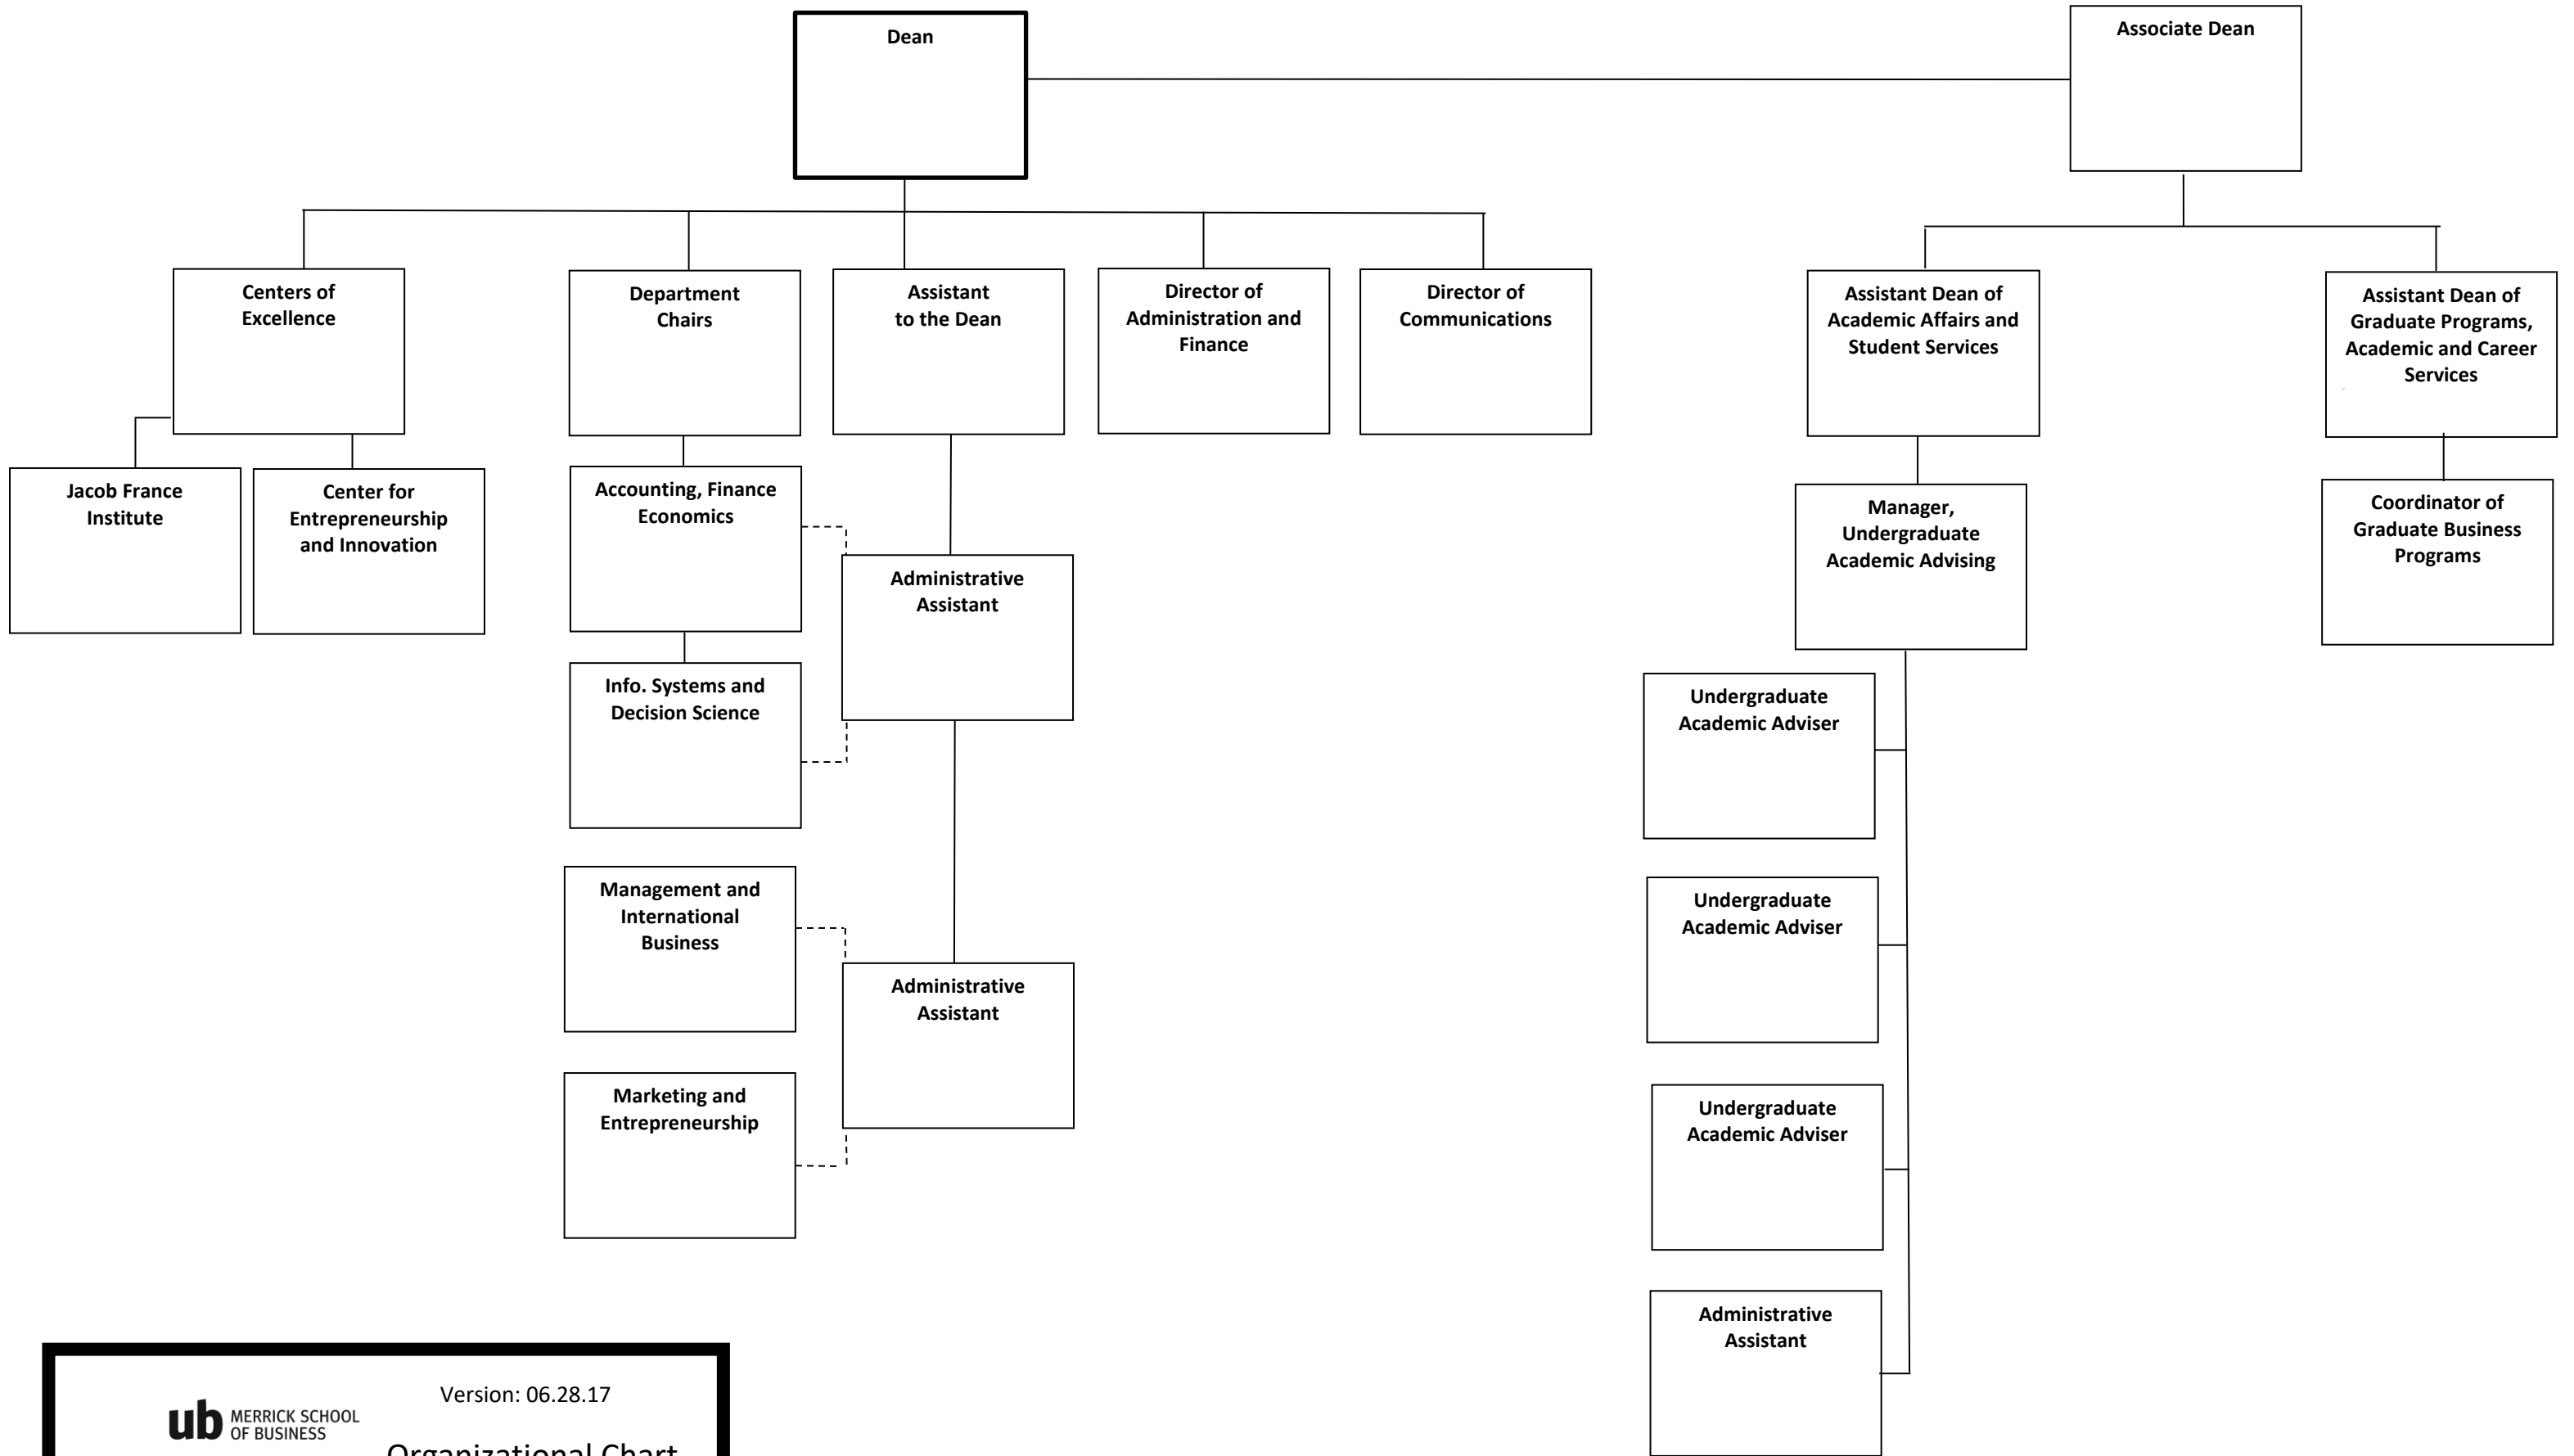 Dean
Associate Dean
Centers of
Excellence
Department
Chairs
Assistant
to the Dean
Director of
Administration and
Finance
Director of
Communications
Assistant Dean of
Academic Affairs and
Student Services
Assistant Dean of
Graduate Programs,
Academic and Career
Services
Jacob France
Institute
Center for
Entrepreneurship
and Innovation
Accounting, Finance
Economics
Administrative
Assistant
Manager,
Undergraduate
Academic Advising
Coordinator of
Graduate Business
Programs
Info. Systems and
Decision Science
Undergraduate
Academic Adviser
Management and
International
Business
Administrative
Assistant
Undergraduate
Academic Adviser
Marketing and
Entrepreneurship
Undergraduate
Academic Adviser
Administrative
Assistant
Version: 06.28.17
ub MERRICK SCHOOL
OF BUSINESS
Organizational Chart